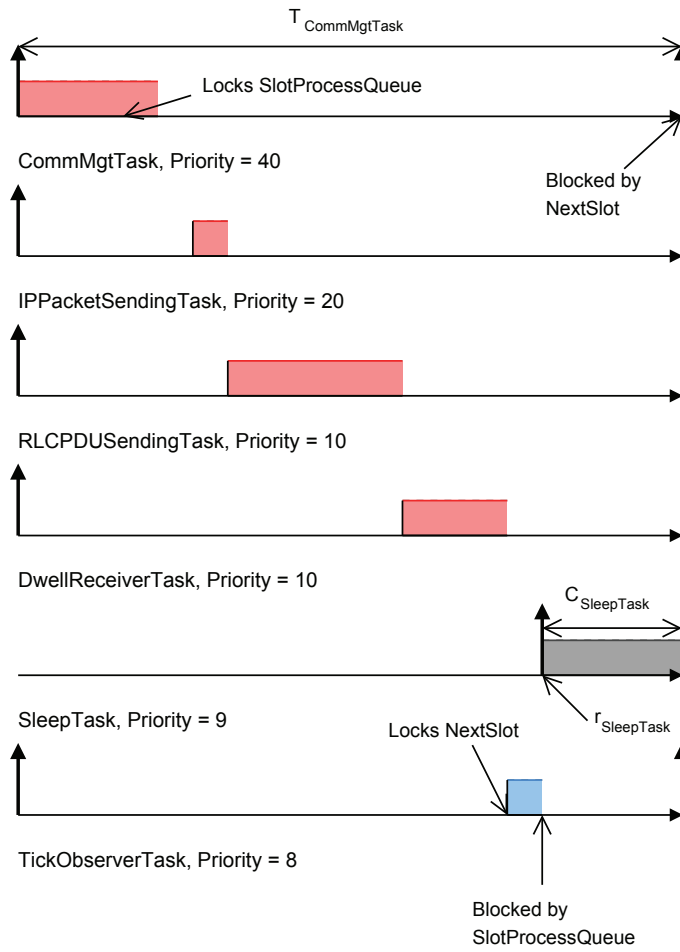 T CommMgtTask
Locks SlotProcessQueue
CommMgtTask, Priority = 40
Blocked by
NextSlot
IPPacketSendingTask, Priority = 20
RLCPDUSendingTask, Priority = 10
DwellReceiverTask, Priority = 10
C SleepTask
SleepTask, Priority = 9
r SleepTask
Locks NextSlot
TickObserverTask, Priority = 8
Blocked by
SlotProcessQueue